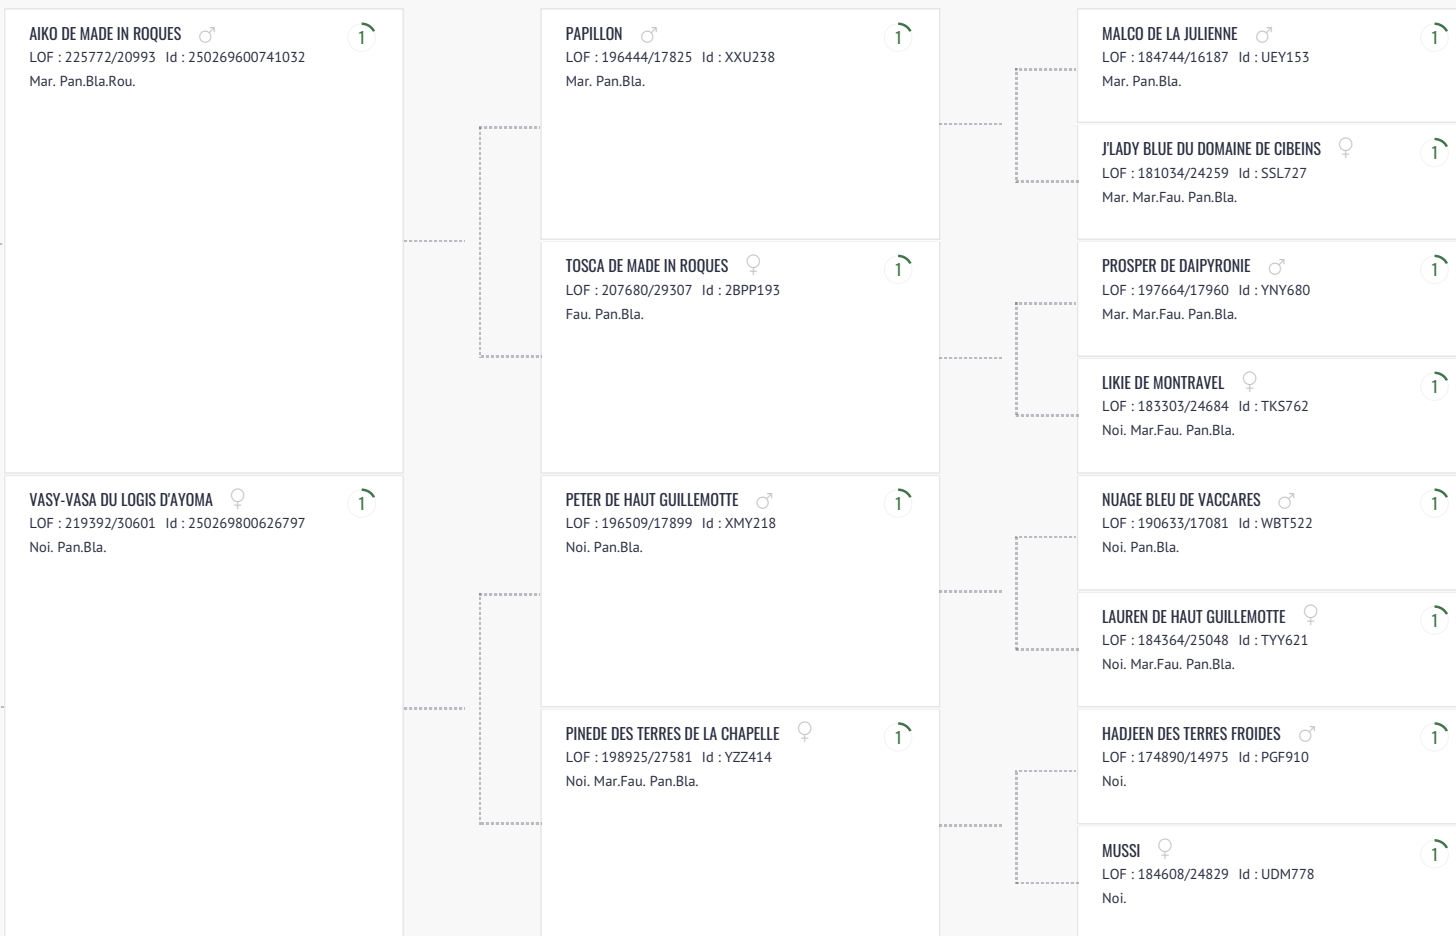 AIKO DE MADE IN ROQUES
1
LOF : 225772/20993 Id : 250269600741032
Mar. Pan.Bla.Rou.
VASY-VASA DU LOGIS D'AYOMA
1
LOF : 219392/30601 Id : 250269800626797
Noi. Pan.Bla.
PAPILLON
1
LOF : 196444/17825 Id : XXU238
Mar. Pan.Bla.
TOSCA DE MADE IN ROQUES
1
LOF : 207680/29307 Id : 2BPP193
Fau. Pan.Bla.
PETER DE HAUT GUILLEMOTTE
1
LOF : 196509/17899 Id : XMY218
Noi. Pan.Bla.
PINEDE DES TERRES DE LA CHAPELLE
1
LOF : 198925/27581 Id : YZZ414
Noi. Mar.Fau. Pan.Bla.
MALCO DE LA JULIENNE
1
LOF : 184744/16187 Id : UEY153
Mar. Pan.Bla.
J'LADY BLUE DU DOMAINE DE CIBEINS
1
LOF : 181034/24259 Id : SSL727
Mar. Mar.Fau. Pan.Bla.
PROSPER DE DAIPYRONIE
1
LOF : 197664/17960 Id : YNY680
Mar. Mar.Fau. Pan.Bla.
LIKIE DE MONTRAVEL
1
LOF : 183303/24684 Id : TKS762
Noi. Mar.Fau. Pan.Bla.
NUAGE BLEU DE VACCARES
1
LOF : 190633/17081 Id : WBT522
Noi. Pan.Bla.
LAUREN DE HAUT GUILLEMOTTE
1
LOF : 184364/25048 Id : TYY621
Noi. Mar.Fau. Pan.Bla.
HADJEEN DES TERRES FROIDES
1
LOF : 174890/14975 Id : PGF910
Noi.
MUSSI
1
LOF : 184608/24829 Id : UDM778
Noi.